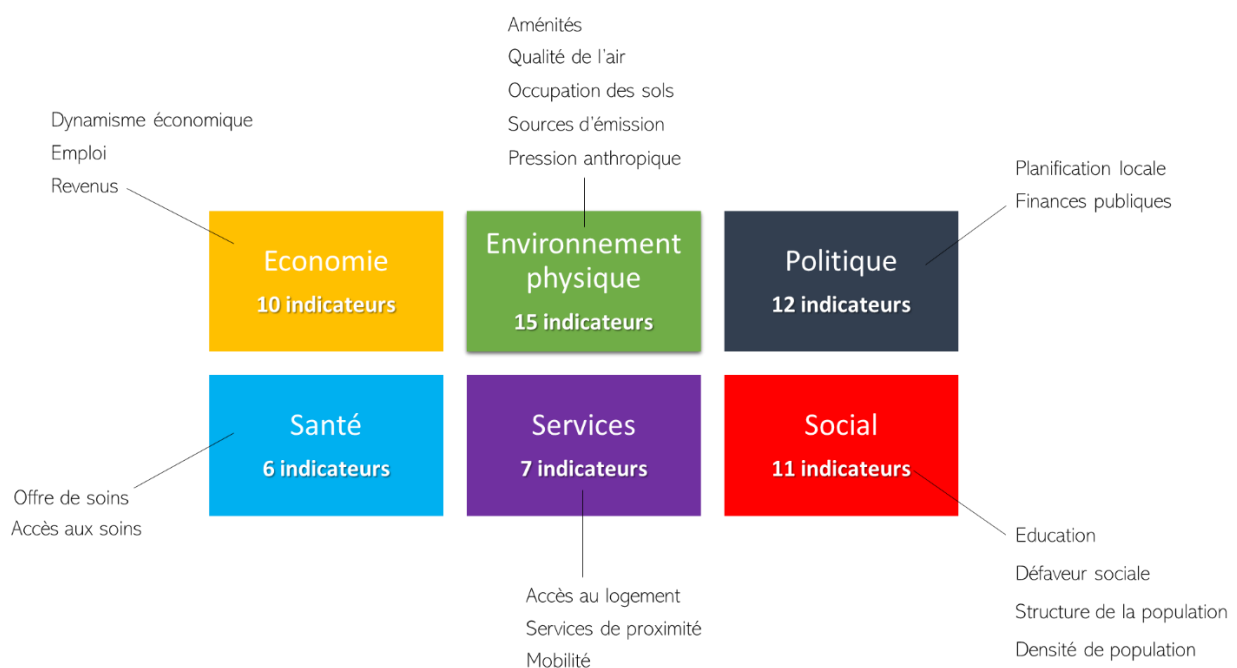 Aménités
Qualité de l'air
Occupation des sols
Sources d'émission
Pression anthropique
Dynamisme économique
Emploi
Revenus
Planification locale
Finances publiques
Economie
10 indicateurs
Environnement
physique
15 indicateurs
Politique
12 indicateurs
Santé
6 indicateurs
Services
7 indicateurs
Social
11 indicateurs
Offre de soins
Accès aux soins
Accès au logement
Services de proximité
Mobilité
Education
Défaveur sociale
Structure de la population
Densité de population